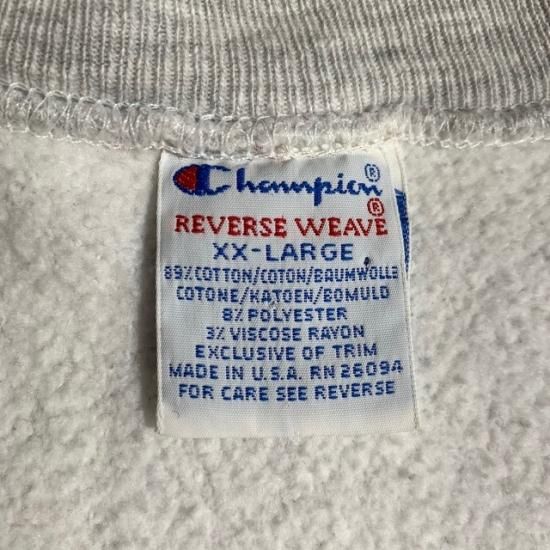 Champion®
REVERSE WEAVE®
XX-LARGE
89% COTTON/COTON/BAUMWOLLE
COTONE/KATOEN/BOMULD
8% POLYESTER
3% VISCOSE RAYON
EXCLUSIVE OF TRIM
MADE IN U.S.A. RN 26094
FOR CARE SEE REVERSE